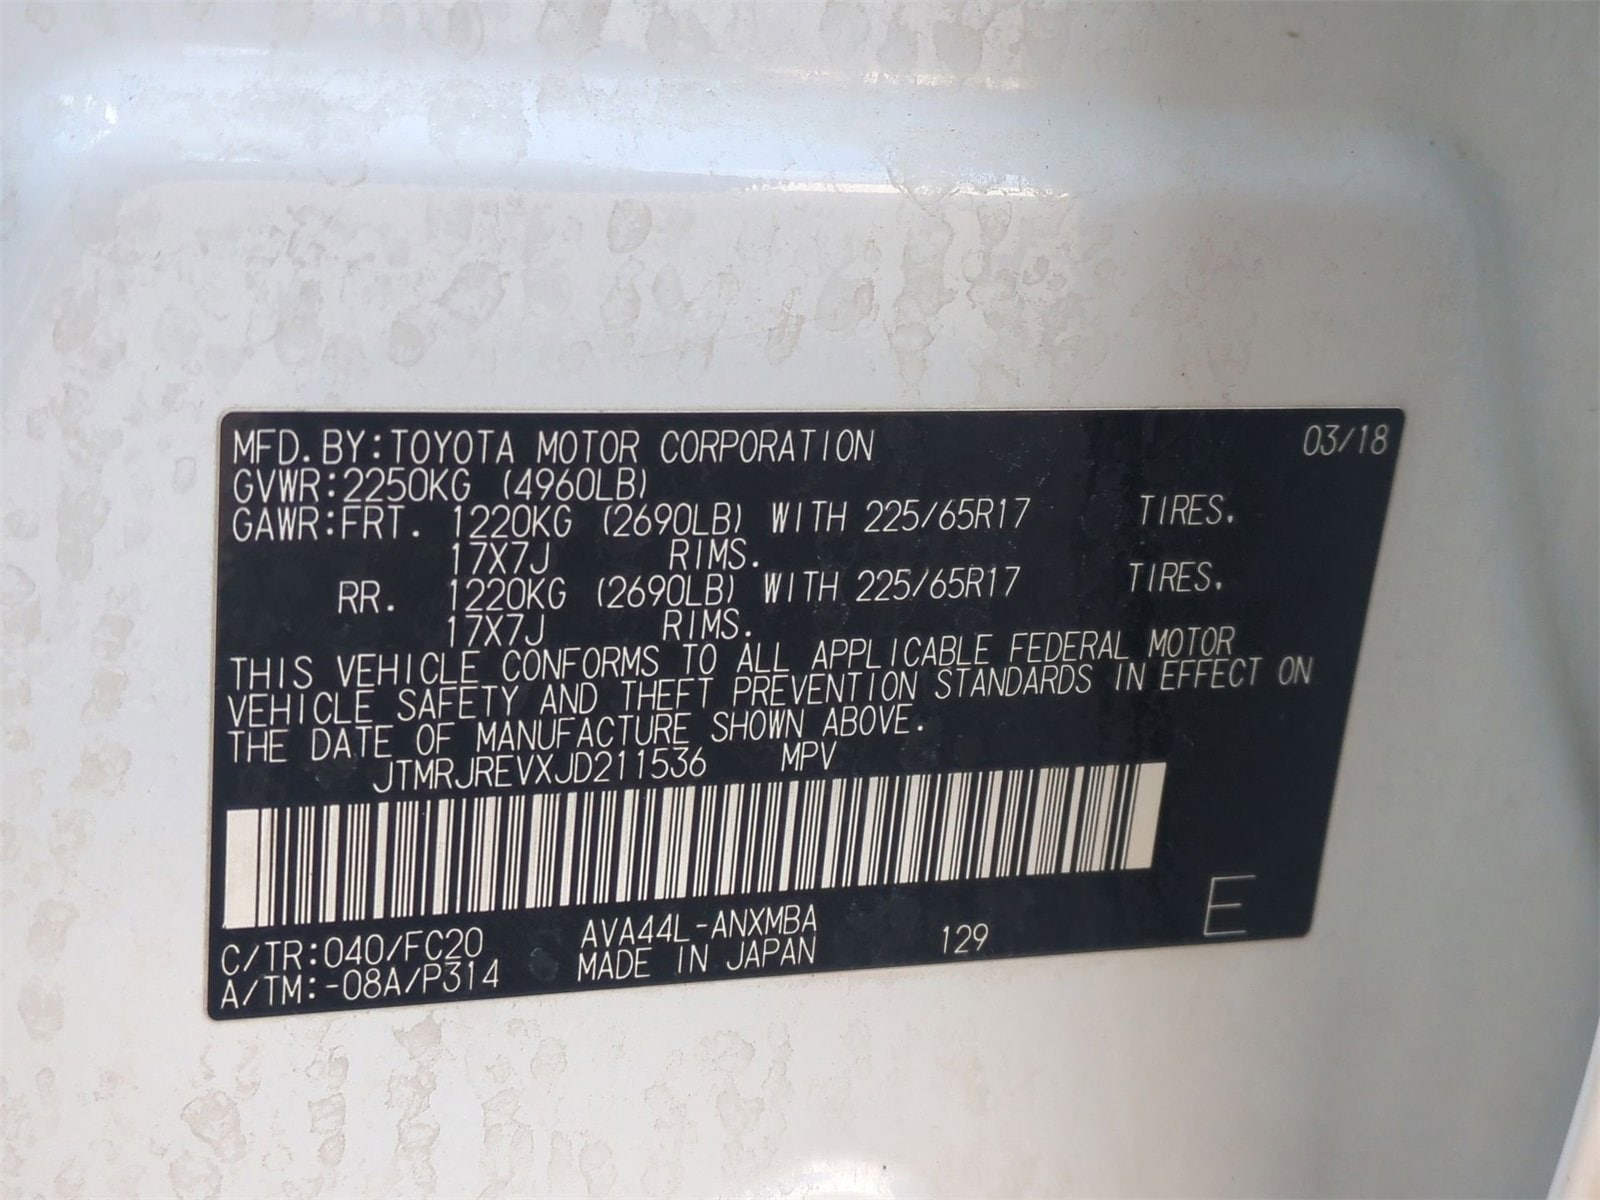 MFD.BY:TOYOTA MOTOR CORPORATION 03/18
GVWR:2250KG (4960LB)
GAWR:FRT. 1220KG (2690LB) WITH 225/65R17 TIRES.
17X7J RIMS.
RR. 1220KG (2690LB) WITH 225/65R17 TIRES.
17X7J RIMS.
THIS VEHICLE CONFORMS TO ALL APPLICABLE FEDERAL MOTOR
VEHICLE SAFETY AND THEFT PREVENTION STANDARDS IN EFFECT ON
THE DATE OF MANUFACTURE SHOWN ABOVE.
JTMRJREVXJD211536 MPV
E
C/TR:040/FC20 AVA44L-ANXMBA 129
A/TM:-08A/P314 MADE IN JAPAN